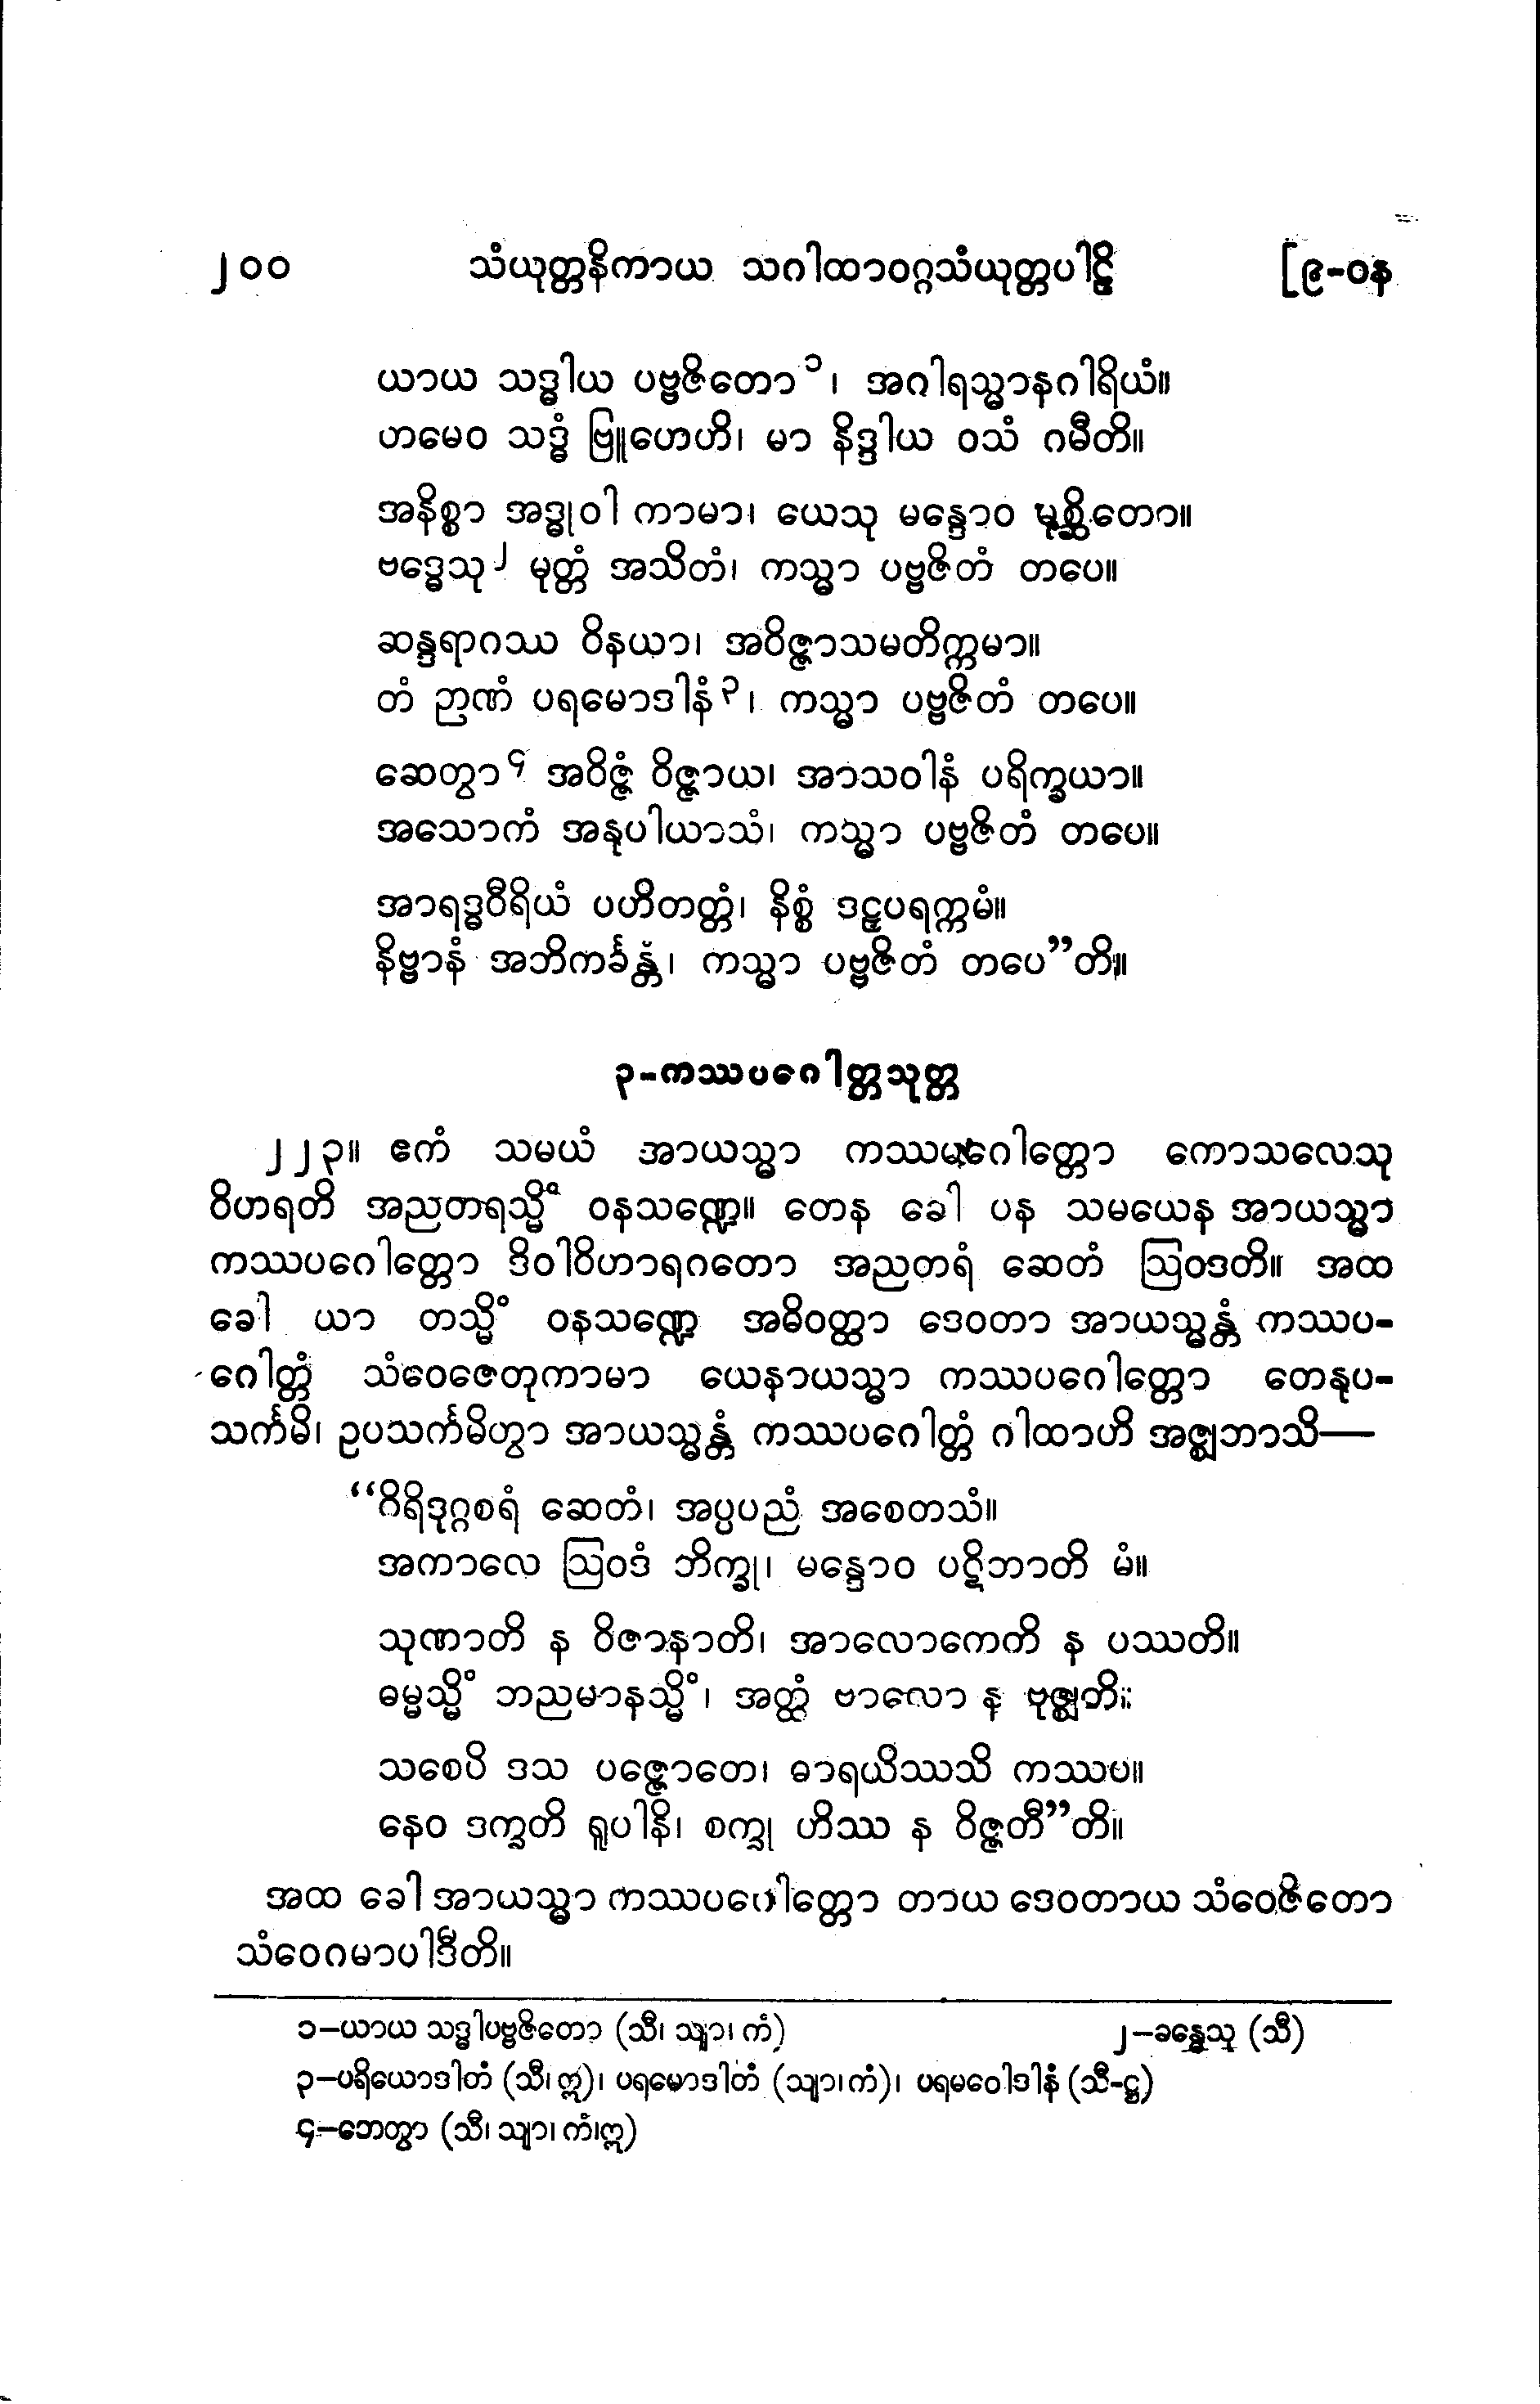 ၂၀၀ သံယုတ္တနိကာယ သဂါထာဝဂ္ဂသံယုတ္တပါဠိ [၉-ဝန
ယာယ သဒ္ဓါယ ပဗ္ဗဇိတော၁၊ အဂါရသ္မာနဂါရိယံ။
တမေဝ သဒ္ဓံ ဗြူဟေဟိ၊ မာ နိဒ္ဒါယ ဝသံ ဂမီတိ။
အနိစ္စာ အဒ္ဓုဝါ ကာမာ၊ ယေသု မန္ဒောဝ မုစ္ဆိတော။
ဗဒ္ဓေသု၂ မုတ္တံ အသိတံ၊ ကသ္မာ ပဗ္ဗဇိတံ တပေ။
ဆန္ဒရာဂဿ ဝိနယာ၊ အဝိဇ္ဇာသမတိက္ကမာ။
တံ ဉာဏံ ပရမောဒါနံ၃၊ ကသ္မာ ပဗ္ဗဇိတံ တပေ။
ဆေတွာ၄ အဝိဇ္ဇံ ဝိဇ္ဇာယ၊ အာသဝါနံ ပရိက္ခယာ။
အသောကံ အနုပါယာသံ၊ ကသ္မာ ပဗ္ဗဇိတံ တပေ။
အာရဒ္ဓဝီရိယံ ပဟိတတ္တံ၊ နိစ္စံ ဒဠှပရက္ကမံ။
နိဗ္ဗာနံ အဘိကင်္ခန္တံ၊ ကသ္မာ ပဗ္ဗဇိတံ တပေ”တိ။
၃-ကဿပဂေါတ္တသုတ္တ
၂၂၃။ ဧကံ သမယံ အာယသ္မာ ကဿပဂေါတ္တော ကောသလေသု
ဝိဟရတိ အညတရသ္မိံ ဝနသဏ္ဍေ။ တေန ခေါ ပန သမယေန အာယသ္မာ
ကဿပဂေါတ္တော ဒိဝါဝိဟာရဂတော အညတရံ ဆေတံ ဩဝဒတိ။ အထ
ခေါ ယာ တသ္မိံ ဝနသဏ္ဍေ အဓိဝတ္ထာ ဒေဝတာ အာယသ္မန္တံ ကဿပ-
ဂေါတ္တံ သံဝေဇေတုကာမာ ယေနာယသ္မာ ကဿပဂေါတ္တော တေနုပ-
သင်္ကမိ၊ ဥပသင်္ကမိတွာ အာယသ္မန္တံ ကဿပဂေါတ္တံ ဂါထာဟိ အဇ္ဈဘာသိ—
“ဂိရိဒုဂ္ဂစရံ ဆေတံ၊ အပ္ပပညံ အစေတသံ။
အကာလေ ဩဝဒံ ဘိက္ခု၊ မန္ဒောဝ ပဋိဘာတိ မံ။
သုဏာတိ န ဝိဇာနာတိ၊ အာလောကေတိ န ပဿတိ။
ဓမ္မသ္မိံ ဘညမာနသ္မိံ၊ အတ္ထံ ဗာလော န ဗုဇ္ဈတိ။
သစေပိ ဒသ ပဇ္ဇောတေ၊ ဓာရယိဿသိ ကဿပ။
နေဝ ဒက္ခတိ ရူပါနိ၊ စက္ခု ဟိဿ န ဝိဇ္ဇတီ”တိ။
အထ ခေါ အာယသ္မာ ကဿပဂေါတ္တော တာယ ဒေဝတာယ သံဝေဇိတော
သံဝေဂမာပါဒီတိ။
၁—ယာယ သဒ္ဓါပဗ္ဗဇိတော (သီ၊ သျာ၊ ကံ) ၂—ခန္ဓေသု (သီ)
၃—ပရိယောဒါတံ (သီ၊ ဣ)၊ ပရမောဒါတံ (သျာ၊ ကံ)၊ ပရမဝေါဒါနံ (သီ-ဋ္ဌ)
၄—ဘေတွာ (သီ၊ သျာ၊ ကံ၊ ဣ)